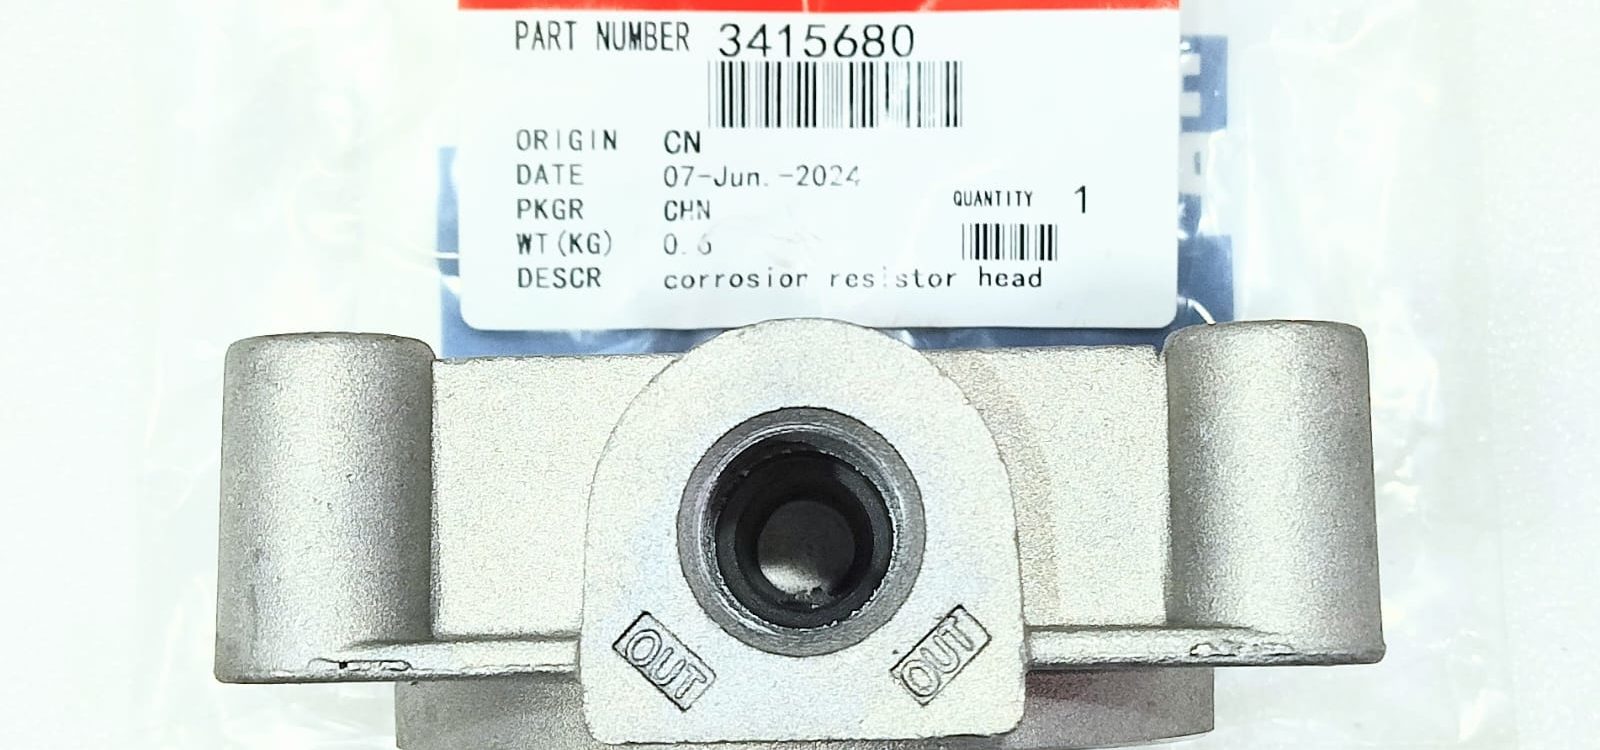 PART NUMBER 3415680
ORIGIN CN
DATE 07-Jun.-2024
PKGR CHN
QUANTITY 1
WT(KG) 0.6
DESCR corrosion resistor head
OUT OUT